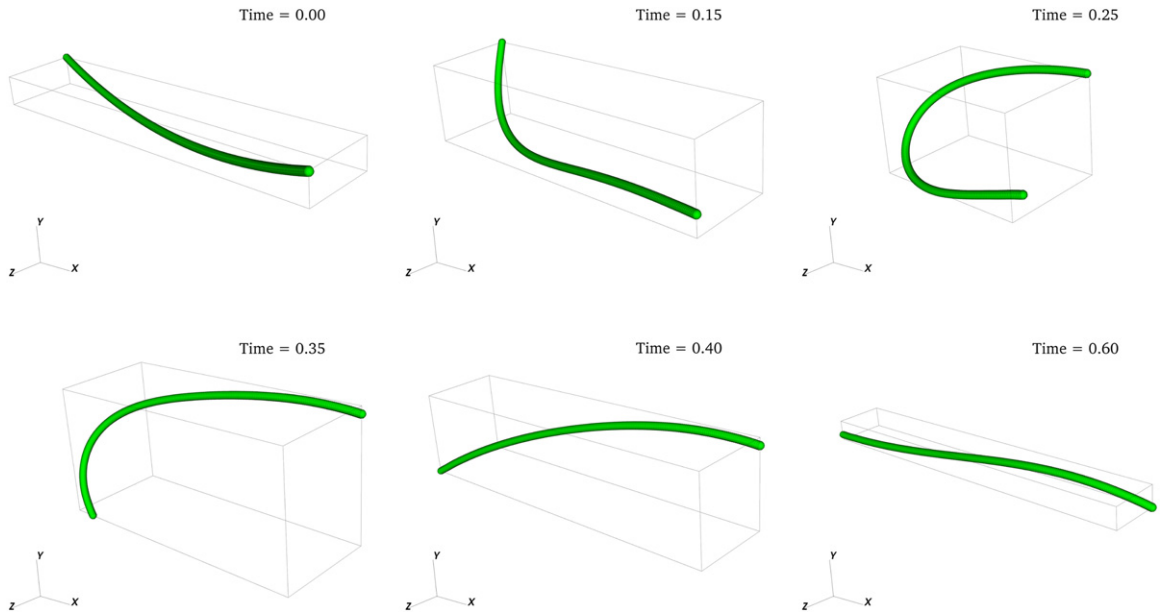 Time = 0.00
Y
Z
X
Time = 0.15
Y
Z
X
Time = 0.25
Y
Z
X
Time = 0.35
Y
Z
X
Time = 0.40
Y
Z
X
Time = 0.60
Y
Z
X